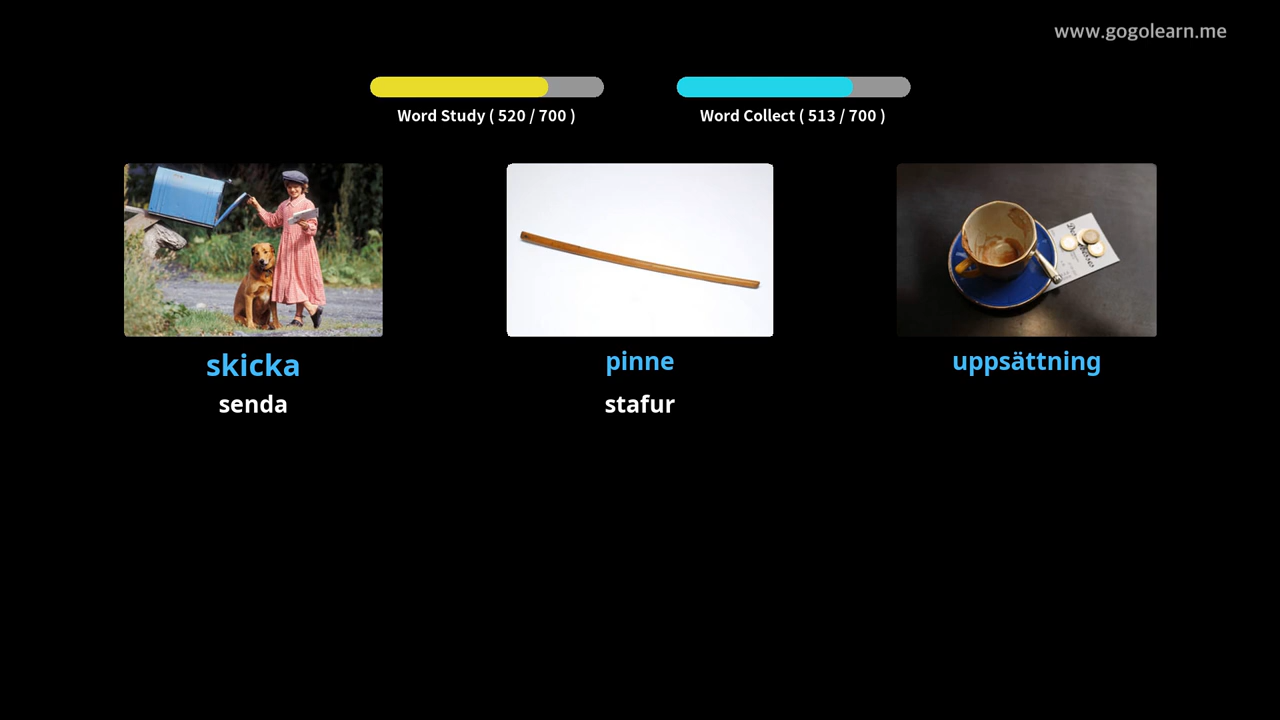 www.gogolearn.me
Word Study ( 520 / 700 )
Word Collect ( 513 / 700 )
skicka
pinne
uppsättning
senda
stafur